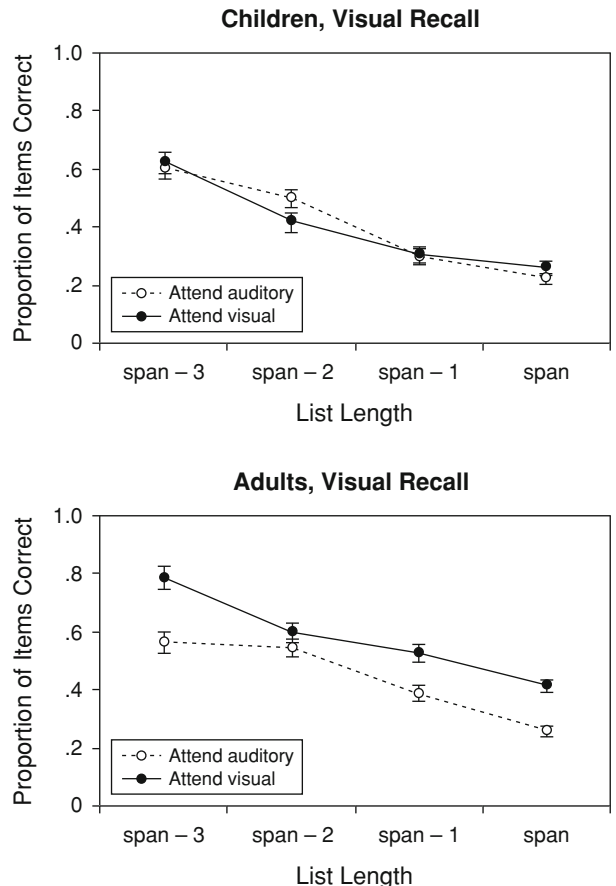 Children, Visual Recall
Proportion of Items Correct
1.0
.8
.6
.4
.2
0
Attend auditory
Attend visual
span – 3 span – 2 span – 1 span
List Length
Adults, Visual Recall
Proportion of Items Correct
1.0
.8
.6
.4
.2
0
Attend auditory
Attend visual
span – 3 span – 2 span – 1 span
List Length